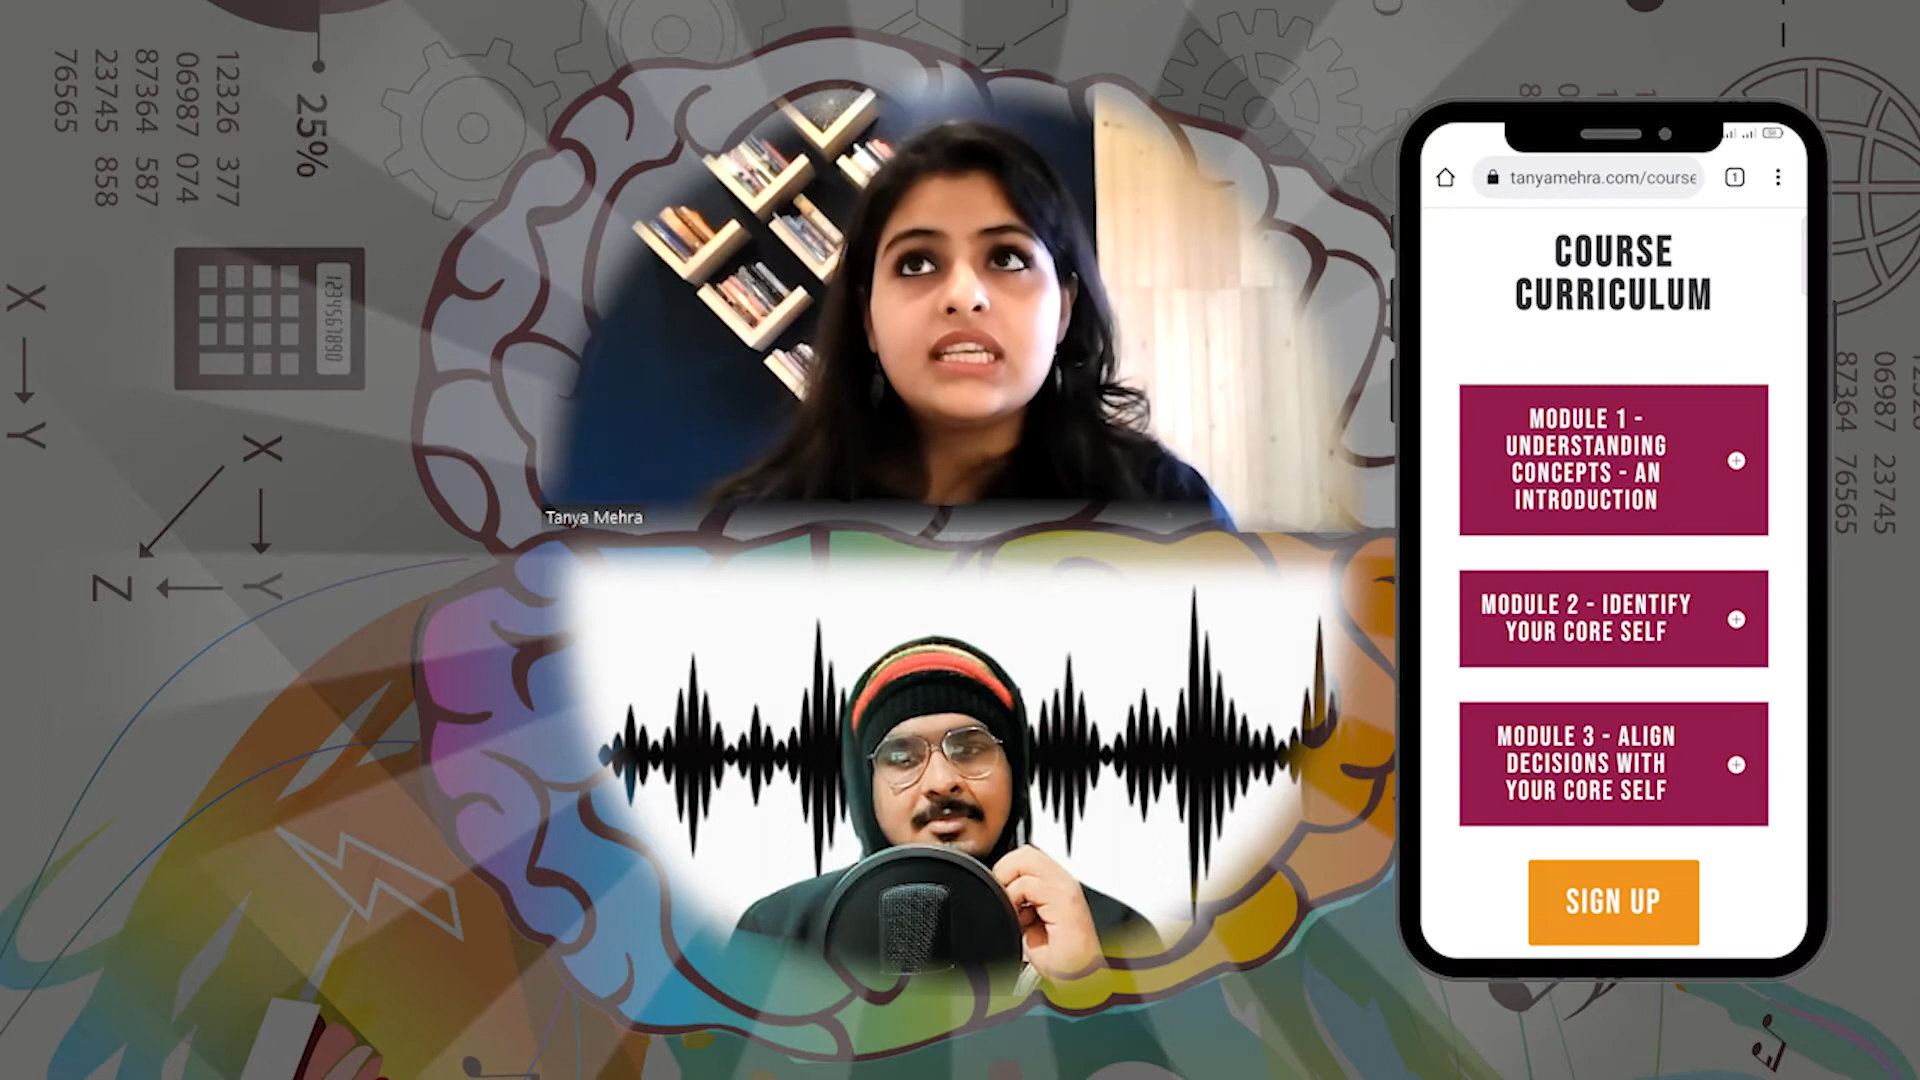 12326 377
06987 074
87364 587
23745 858
76565
25%
1234567890
X
Y
X
Y
Z
N
Tanya Mehra
tanyamehra.com/course
1
COURSE
CURRICULUM
MODULE 1 -
UNDERSTANDING
CONCEPTS - AN
INTRODUCTION
MODULE 2 - IDENTIFY
YOUR CORE SELF
MODULE 3 - ALIGN
DECISIONS WITH
YOUR CORE SELF
SIGN UP
06987 23745
87364 76565